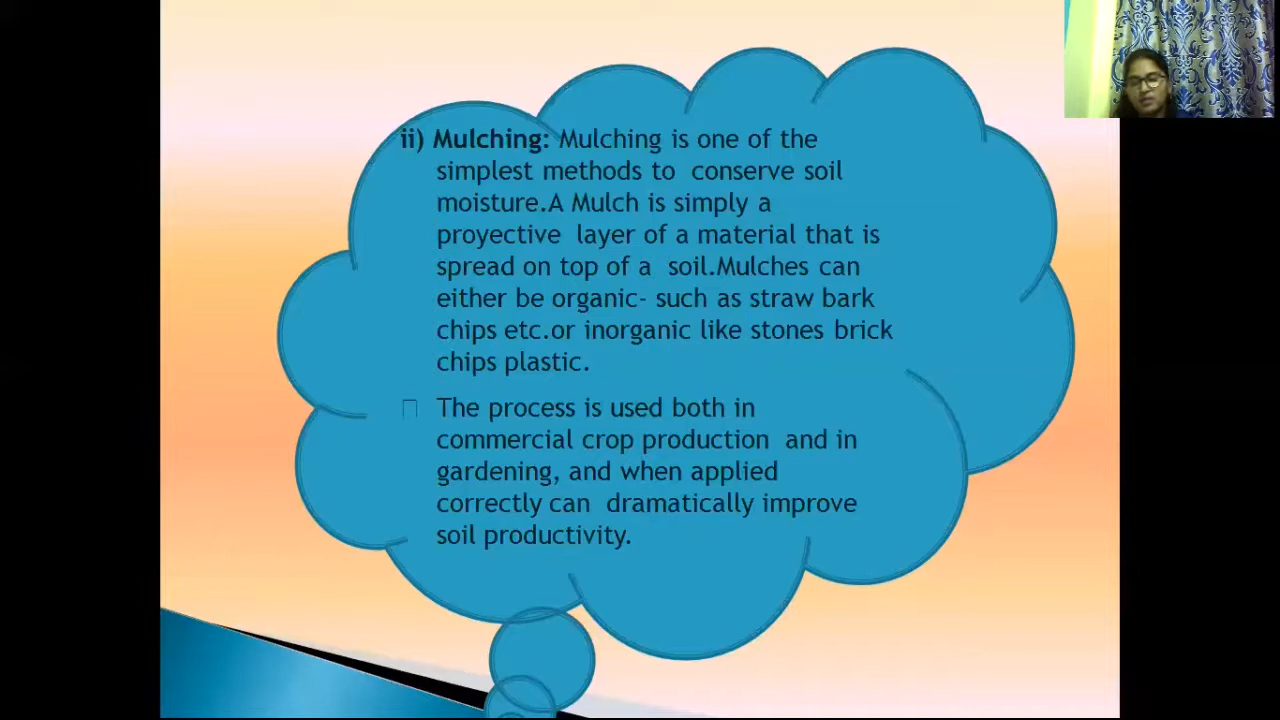 ii) Mulching: Mulching is one of the
simplest methods to conserve soil
moisture.A Mulch is simply a
proyective layer of a material that is
spread on top of a soil.Mulches can
either be organic- such as straw bark
chips etc.or inorganic like stones brick
chips plastic.
The process is used both in
commercial crop production and in
gardening, and when applied
correctly can dramatically improve
soil productivity.